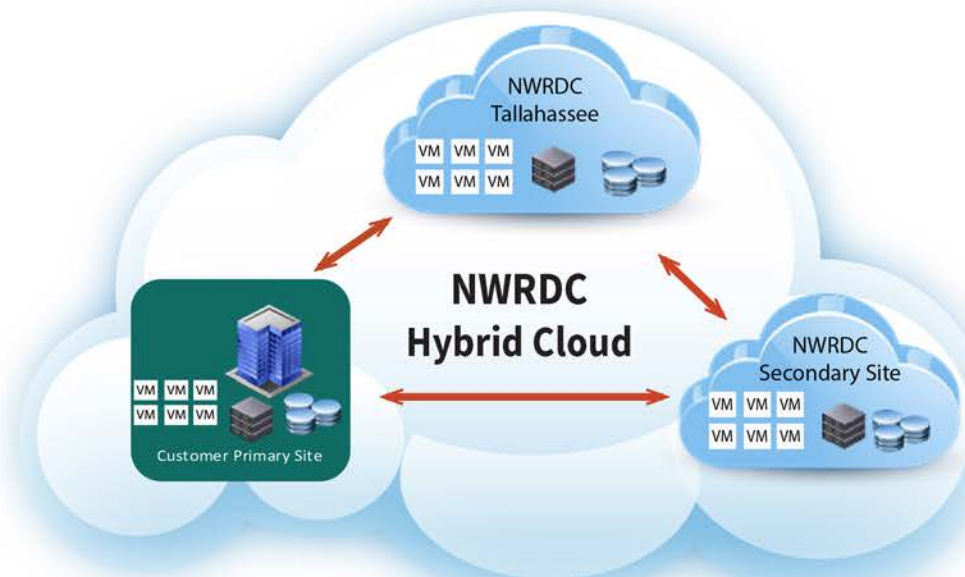 NWRDC
Tallahassee
VM VM VM
VM VM VM
NWRDC
Hybrid Cloud
VM VM VM
VM VM VM
Customer Primary Site
NWRDC
Secondary Site
VM VM VM
VM VM VM